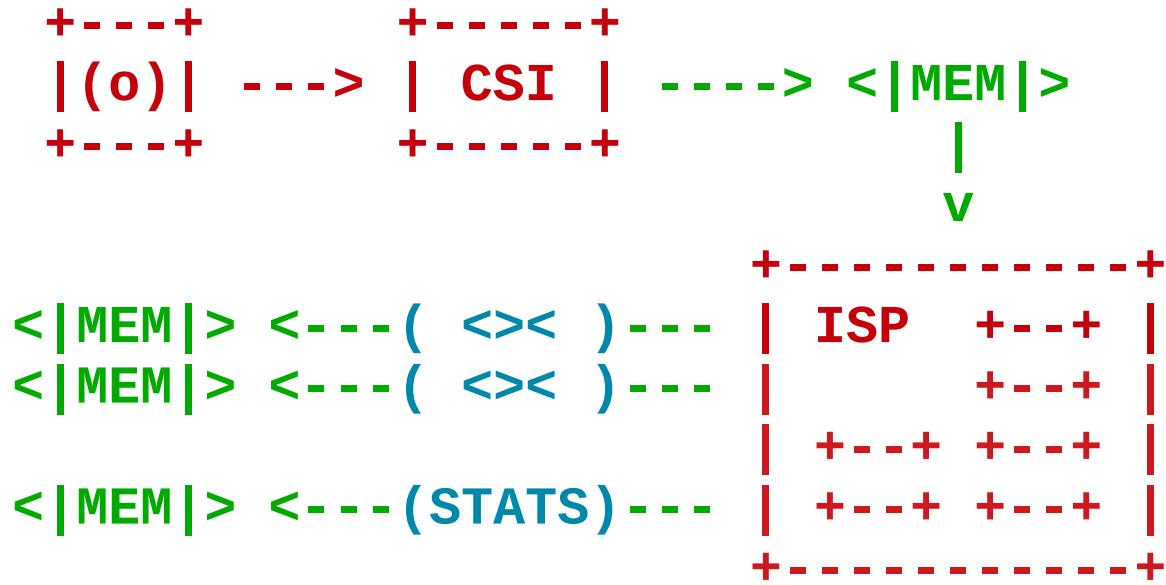 +---+      +-----+
|(o)| ---> | CSI | ----> <|MEM|>
+---+      +-----+          |
                            v
                      +-----------+
<|MEM|> <---( <>< )--- | ISP  +--+ |
<|MEM|> <---( <>< )--- |      +--+ |
                       | +--+ +--+ |
<|MEM|> <---(STATS)--- | +--+ +--+ |
                      +-----------+